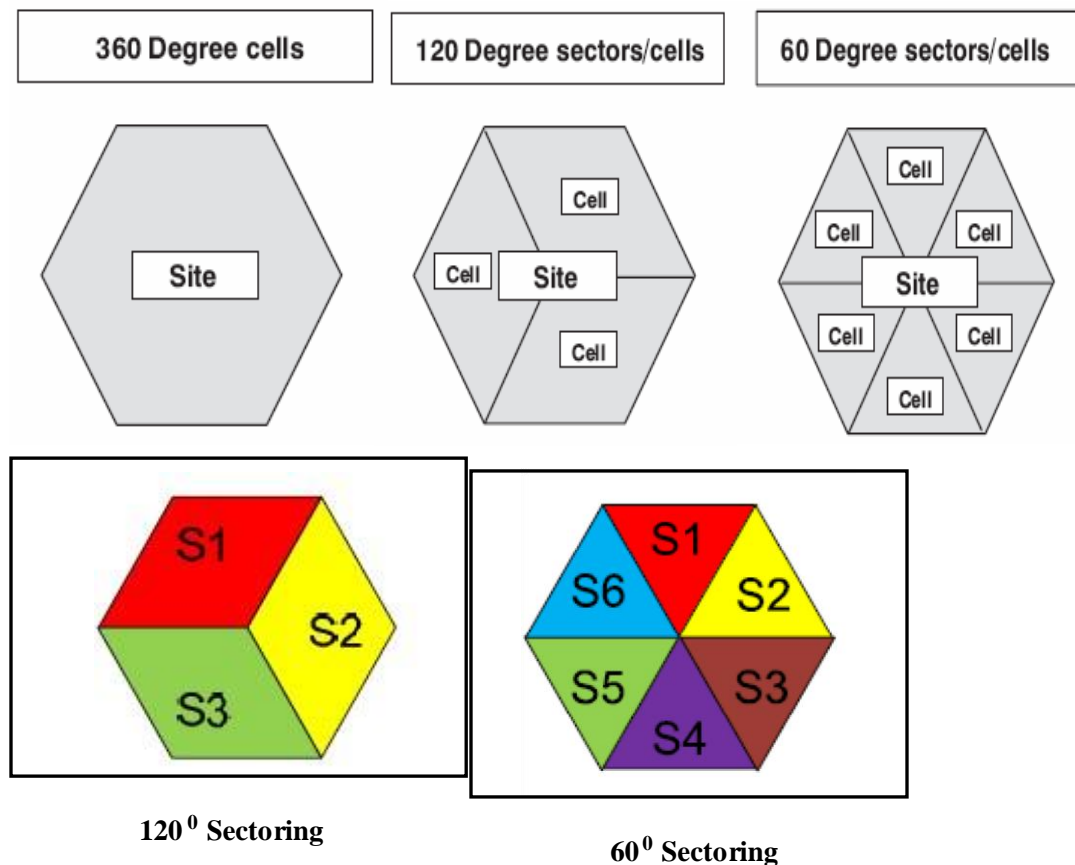 360 Degree cells
120 Degree sectors/cells
60 Degree sectors/cells
Site
Cell
Cell
Site
Cell
Cell
Cell
Cell
Site
Cell
Cell
Cell
S1
S2
S3
S1
S6
S2
S5
S3
S4
120⁰ Sectoring
60⁰ Sectoring